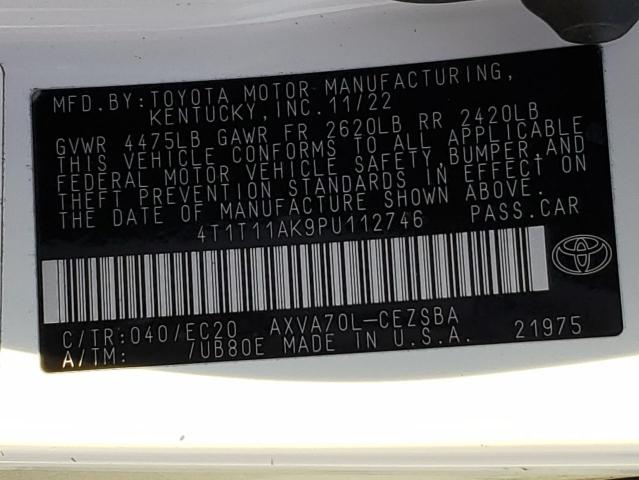 MFD.BY:TOYOTA MOTOR MANUFACTURING,
KENTUCKY,INC.11/22
GVWR 4475LB GAWR FR 2620LB RR 2420LB
THIS VEHICLE CONFORMS TO ALL APPLICABLE
FEDERAL MOTOR VEHICLE SAFETY,BUMPER,AND
THEFT PREVENTION STANDARDS IN EFFECT ON
THE DATE OF MANUFACTURE SHOWN ABOVE.
4T1T11AK9PU112746 PASS.CAR
C/TR:040/EC20 AXVA70L-CEZSBA
A/TM: /UB80E MADE IN U.S.A. 21975